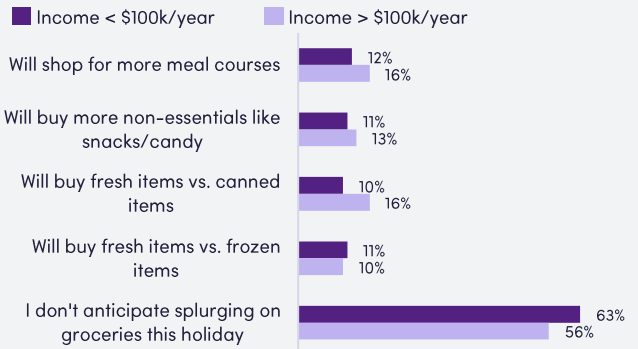 Income < $100k/year
Income > $100k/year
Will shop for more meal courses
12%
16%
Will buy more non-essentials like
snacks/candy
11%
13%
Will buy fresh items vs. canned
items
10%
16%
Will buy fresh items vs. frozen
items
11%
10%
I don't anticipate splurging on
groceries this holiday
63%
56%